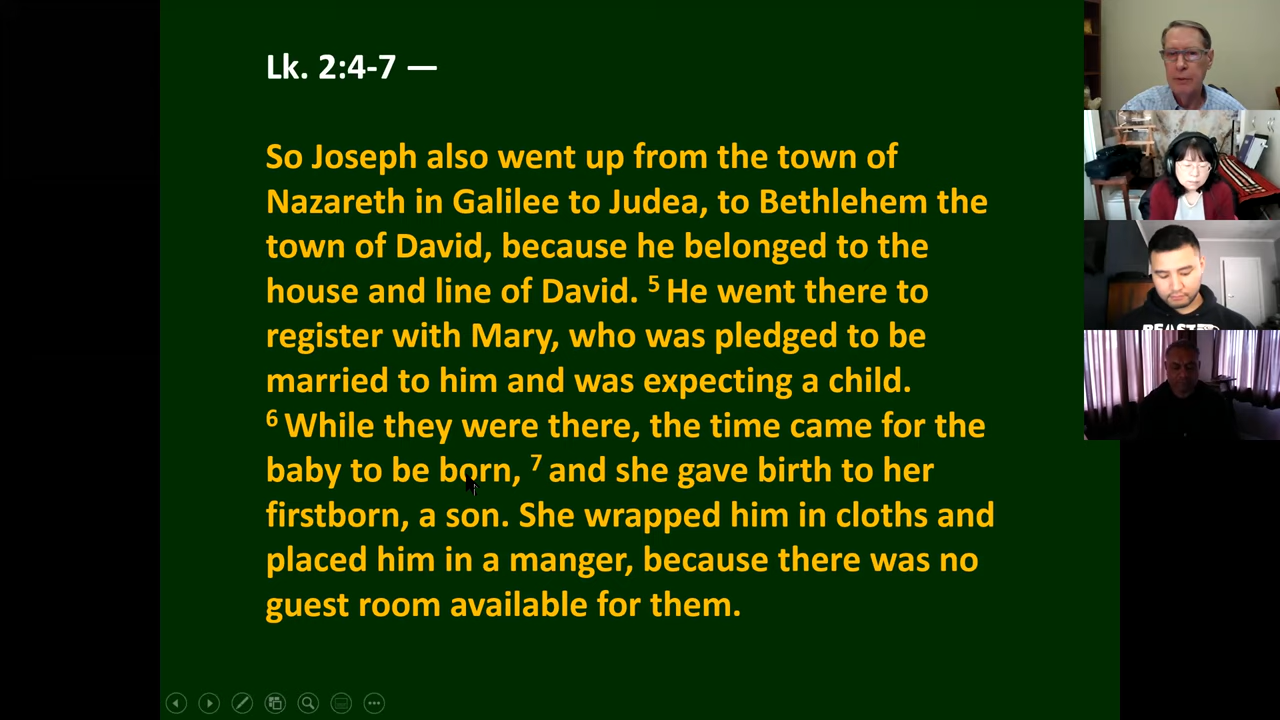 Lk. 2:4-7 —
So Joseph also went up from the town of
Nazareth in Galilee to Judea, to Bethlehem the
town of David, because he belonged to the
house and line of David. 5 He went there to
register with Mary, who was pledged to be
married to him and was expecting a child.
6 While they were there, the time came for the
baby to be born, 7 and she gave birth to her
firstborn, a son. She wrapped him in cloths and
placed him in a manger, because there was no
guest room available for them.